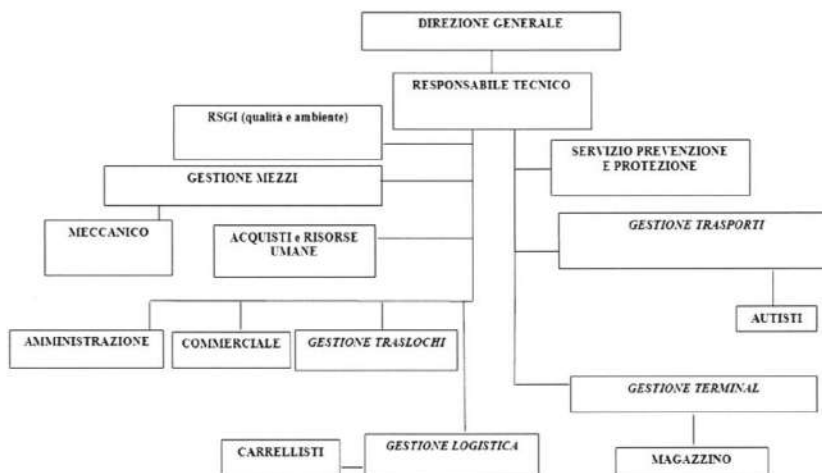 DIREZIONE GENERALE
RESPONSABILE TECNICO
RSGI (qualità e ambiente)
SERVIZIO PREVENZIONE
E PROTEZIONE
GESTIONE MEZZI
MECCANICO
ACQUISTI e RISORSE
UMANE
GESTIONE TRASPORTI
AUTISTI
AMMINISTRAZIONE
COMMERCIALE
GESTIONE TRASLOCHI
GESTIONE TERMINAL
CARRELLISTI
GESTIONE LOGISTICA
MAGAZZINO